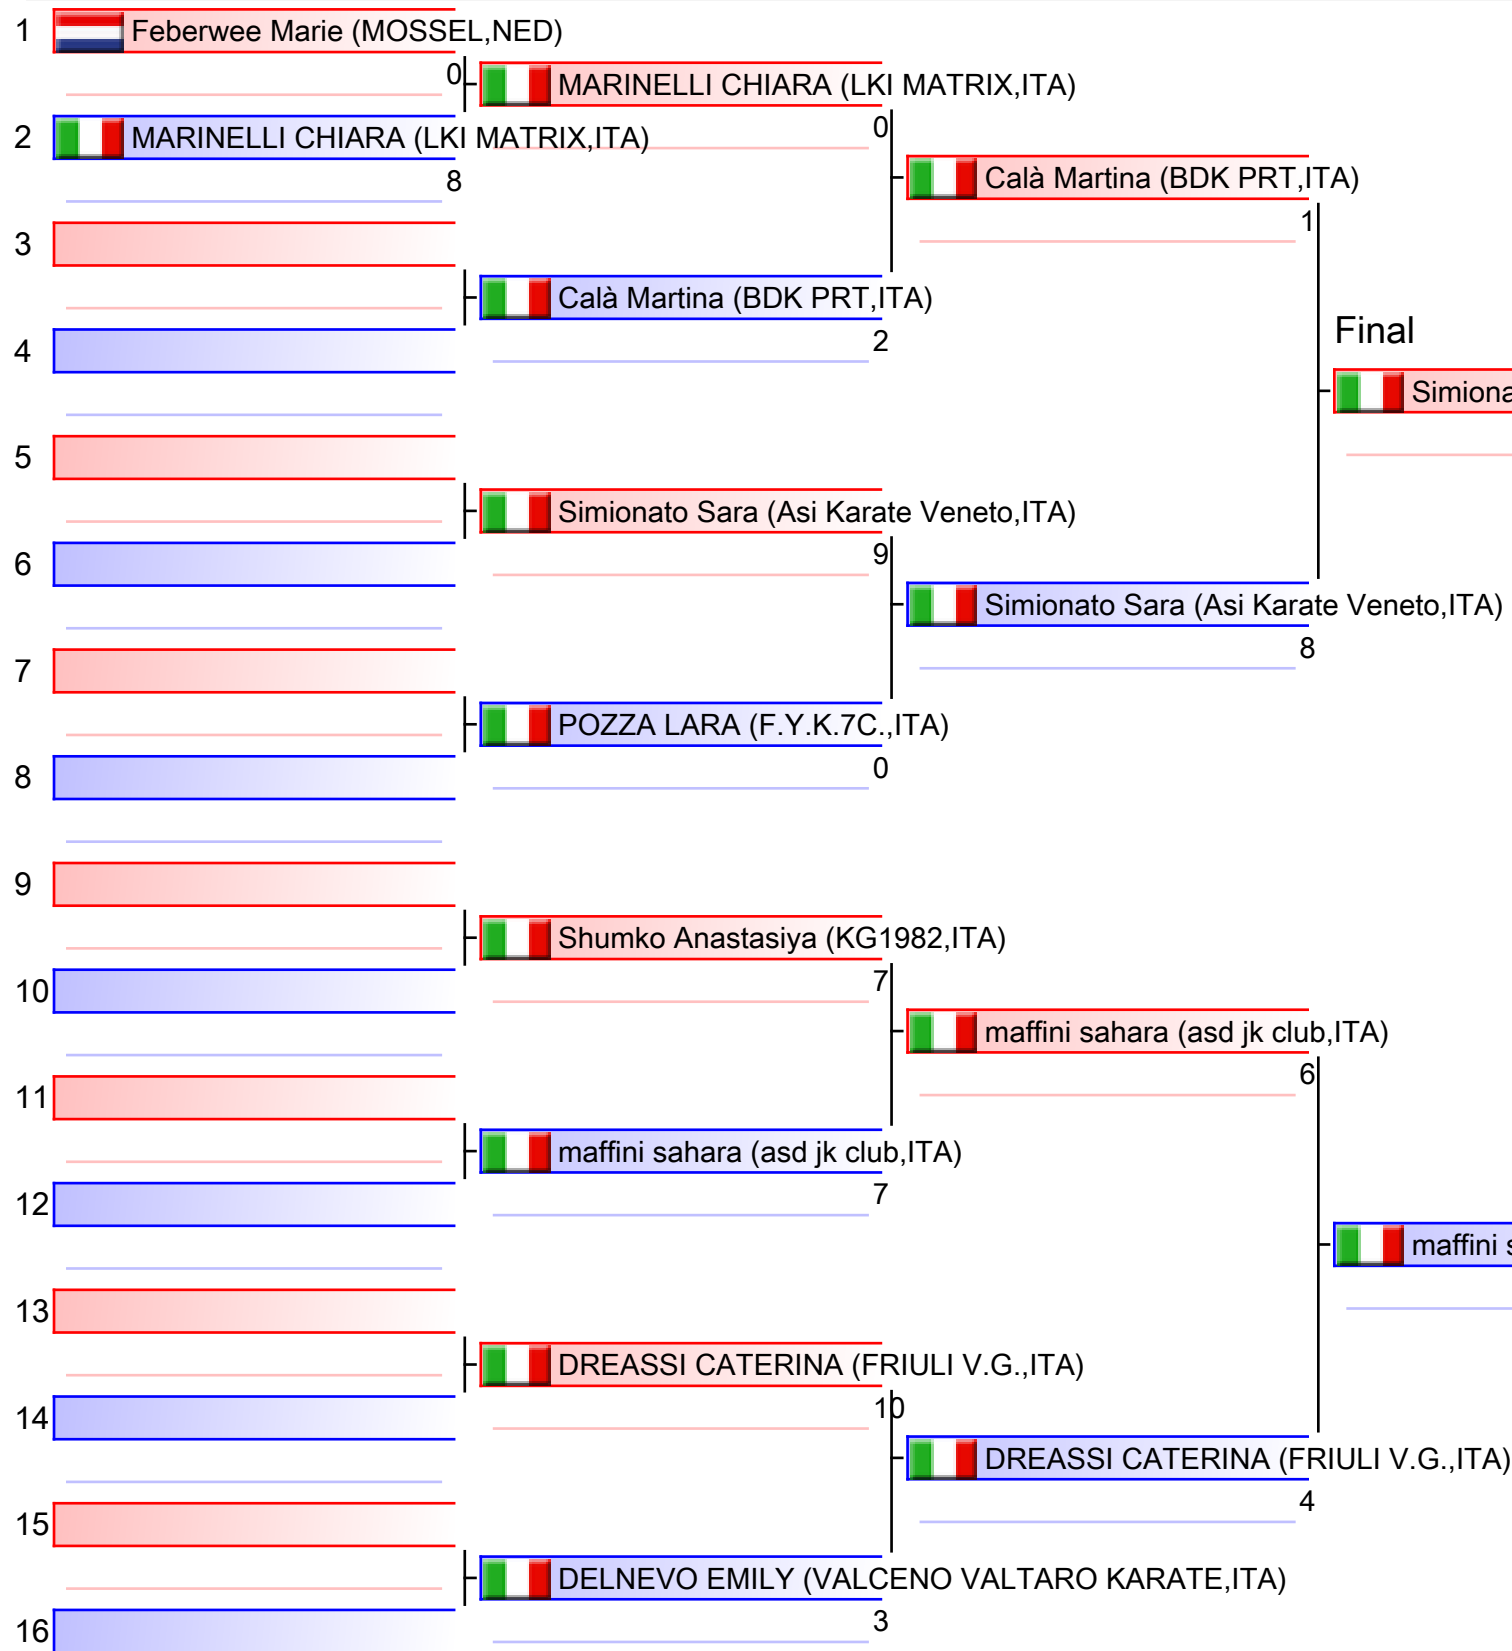 1 Feberwee Marie (MOSSEL,NED)
0 MARINELLI CHIARA (LKI MATRIX,ITA)
0
2 MARINELLI CHIARA (LKI MATRIX,ITA)
8
Calà Martina (BDK PRT,ITA)
1
3
Calà Martina (BDK PRT,ITA)
2
4
Final
Simiona
5
Simionato Sara (Asi Karate Veneto,ITA)
9
6
Simionato Sara (Asi Karate Veneto,ITA)
8
7
POZZA LARA (F.Y.K.7C.,ITA)
0
8
9
Shumko Anastasiya (KG1982,ITA)
7
10
maffini sahara (asd jk club,ITA)
6
11
maffini sahara (asd jk club,ITA)
7
12
maffini s
13
DREASSI CATERINA (FRIULI V.G.,ITA)
10
14
DREASSI CATERINA (FRIULI V.G.,ITA)
4
15
DELNEVO EMILY (VALCENO VALTARO KARATE,ITA)
3
16